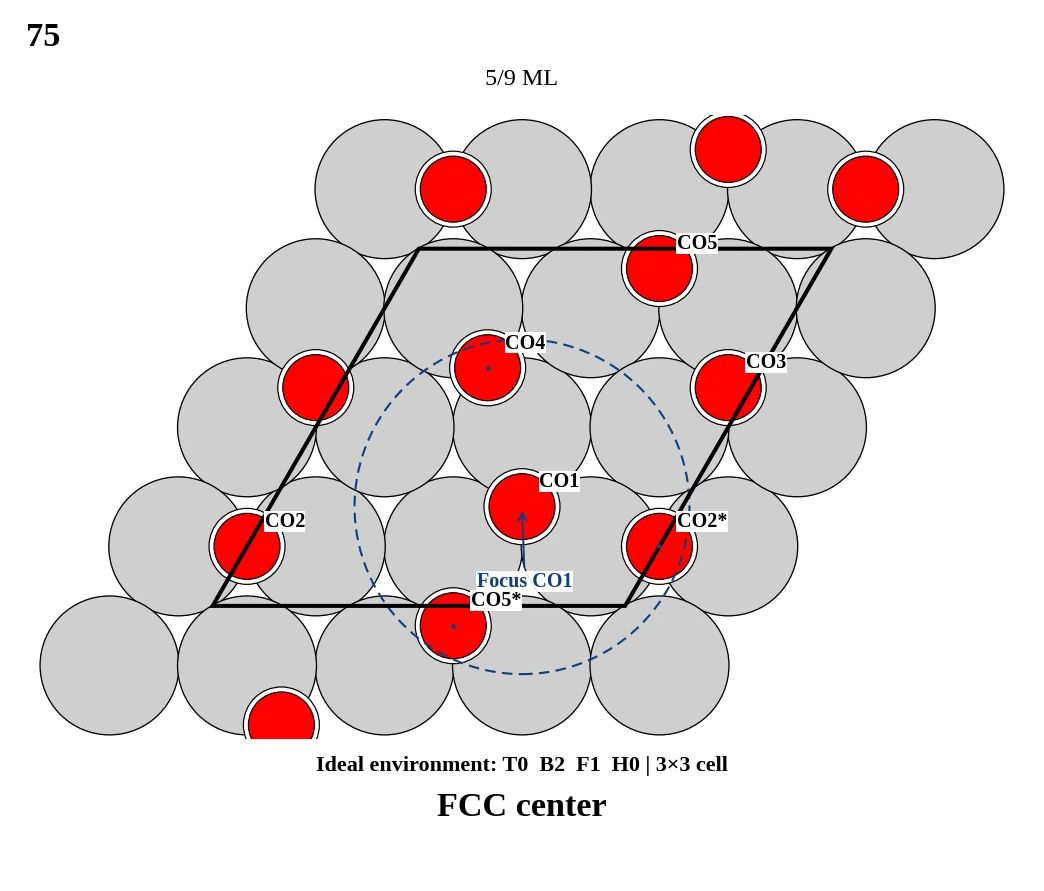 75
5/9 ML
CO5
CO4
CO3
CO1
CO2
CO2*
Focus CO1
CO5*
Ideal environment: T0  B2  F1  H0 | 3×3 cell
FCC center